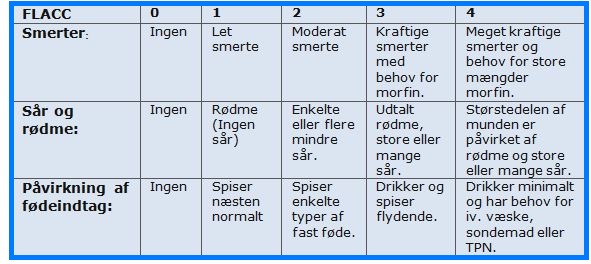 FLACC 0 1 2 3 4
Smerter: Ingen Let smerte Moderat smerte Kraftige smerter med behov for morfin. Meget kraftige smerter og behov for store mængder morfin.
Sår og rødme: Ingen Rødme (Ingen sår) Enkelte eller flere mindre sår. Udtalt rødme, store eller mange sår. Størstedelen af munden er påvirket af rødme og store eller mange sår.
Påvirkning af fødeindtag: Ingen Spiser næsten normalt Spiser enkelte typer af fast føde. Drikker og spiser flydende. Drikker minimalt og har behov for iv. væske, sondemad eller TPN.